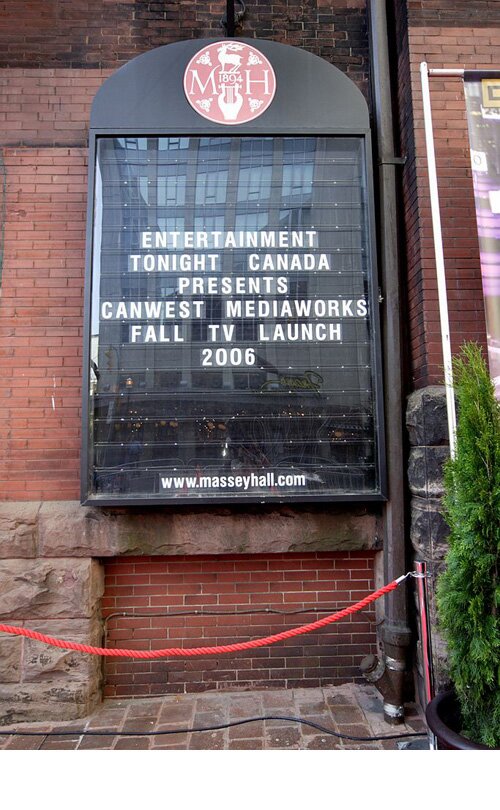 M 1894 H
ENTERTAINMENT
TONIGHT CANADA
PRESENTS
CANWEST MEDIAWORKS
FALL TV LAUNCH
2006
www.masseyhall.com